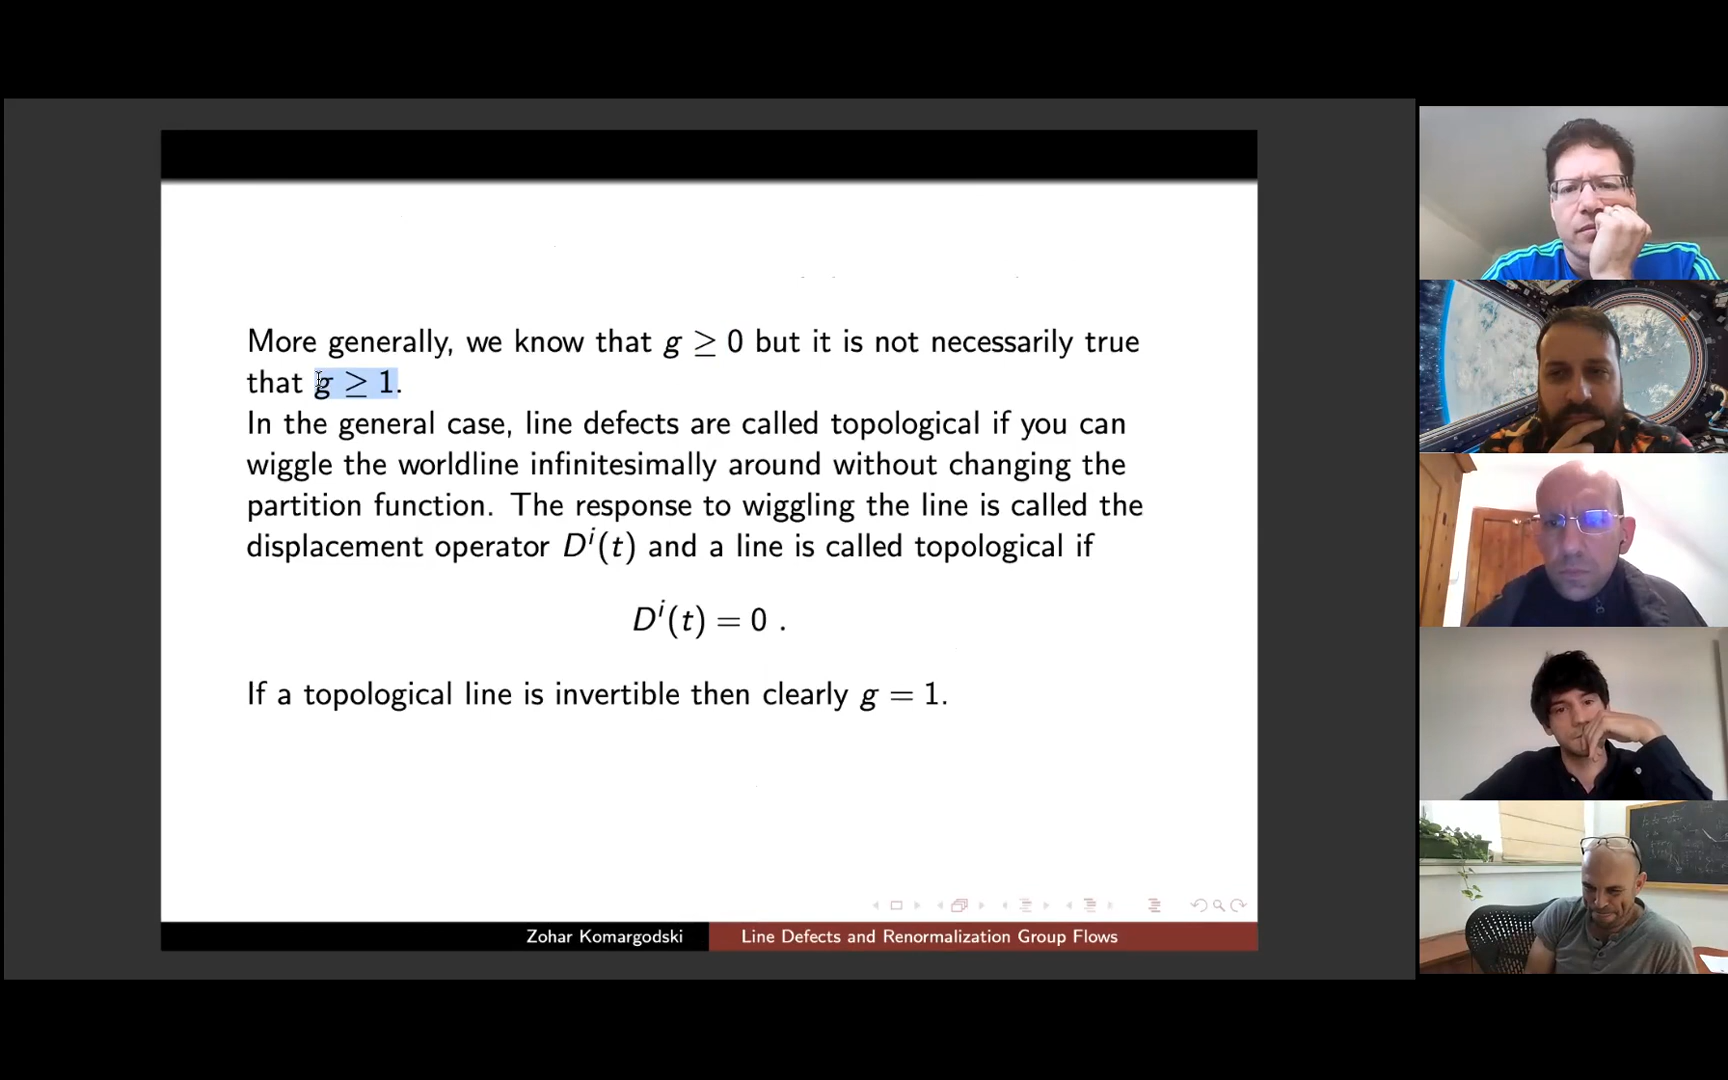 More generally, we know that g ≥ 0 but it is not necessarily true
that g ≥ 1.
In the general case, line defects are called topological if you can
wiggle the worldline infinitesimally around without changing the
partition function. The response to wiggling the line is called the
displacement operator Dⁱ(t) and a line is called topological if
Dⁱ(t) = 0 .
If a topological line is invertible then clearly g = 1.
Zohar Komargodski
Line Defects and Renormalization Group Flows